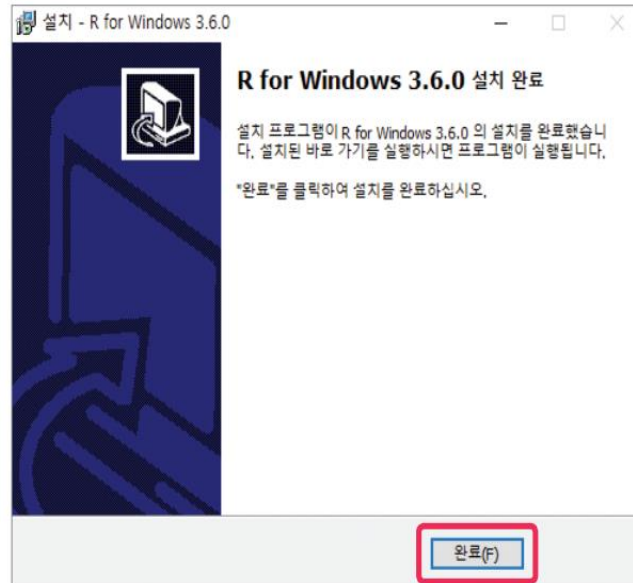 설치 - R for Windows 3.6.0
R for Windows 3.6.0 설치 완료
설치 프로그램이 R for Windows 3.6.0 의 설치를 완료했습니
다. 설치된 바로 가기를 실행하시면 프로그램이 실행됩니다.
"완료"를 클릭하여 설치를 완료하십시오.
완료(F)